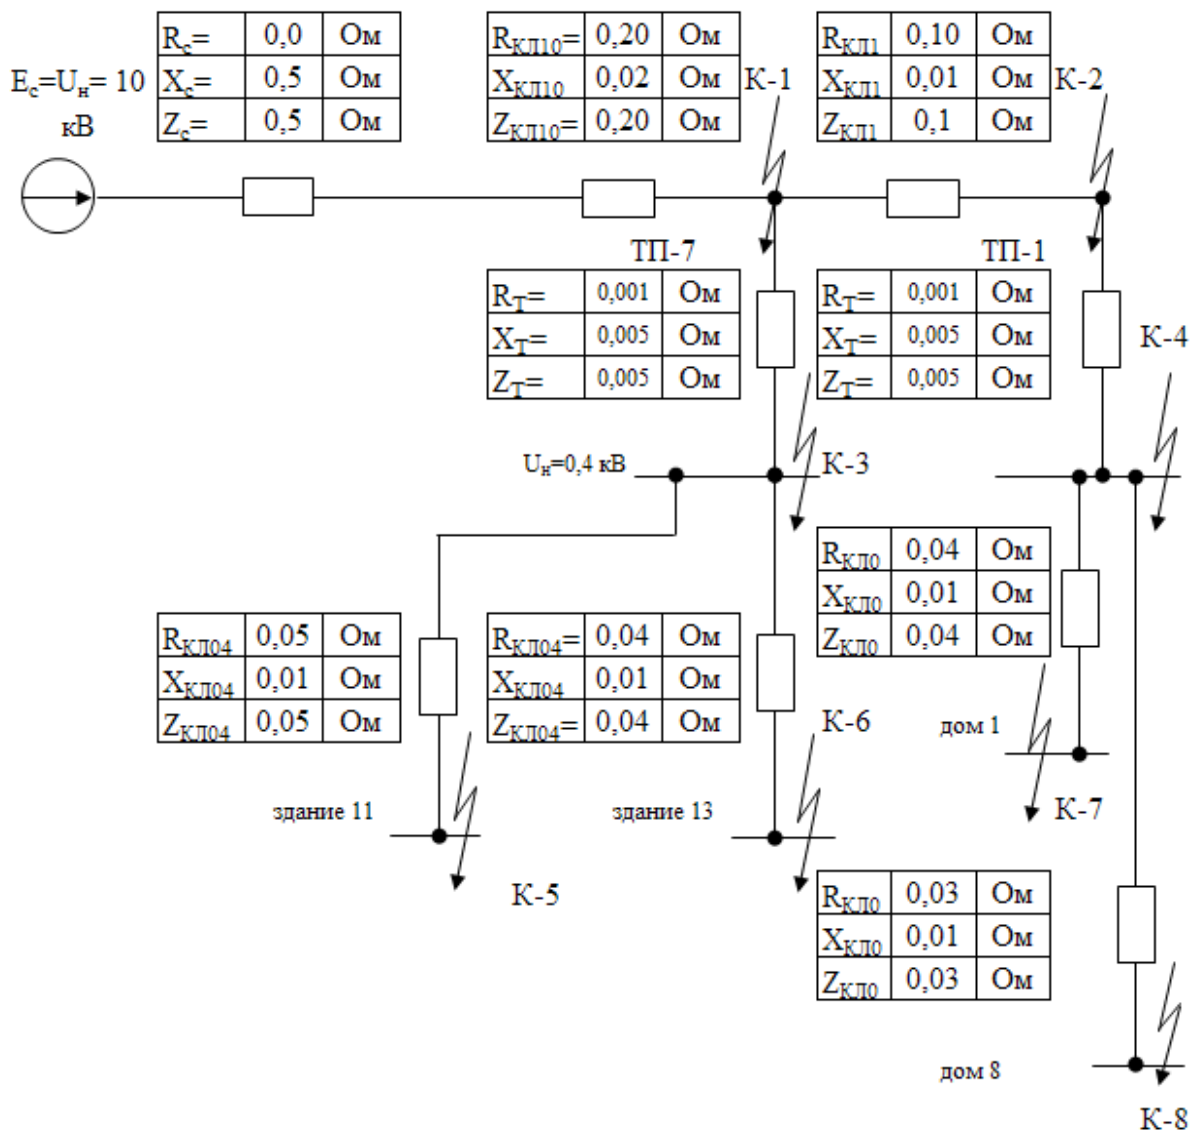 Eс=Uн= 10
кВ
Rс= 0,0 Ом
Xс= 0,5 Ом
Zс= 0,5 Ом
RКЛ10= 0,20 Ом
XКЛ10 0,02 Ом
ZКЛ10= 0,20 Ом
К-1
RКЛ1 0,10 Ом
XКЛ1 0,01 Ом
ZКЛ1 0,1 Ом
К-2
ТП-7
ТП-1
RТ= 0,001 Ом
XТ= 0,005 Ом
ZТ= 0,005 Ом
RТ= 0,001 Ом
XТ= 0,005 Ом
ZТ= 0,005 Ом
К-4
Uн=0,4 кВ
К-3
RКЛ0 0,04 Ом
XКЛ0 0,01 Ом
ZКЛ0 0,04 Ом
RКЛ04 0,05 Ом
XКЛ04 0,01 Ом
ZКЛ04 0,05 Ом
RКЛ04= 0,04 Ом
XКЛ04 0,01 Ом
ZКЛ04= 0,04 Ом
К-6
дом 1
К-7
здание 11
здание 13
К-5
RКЛ0 0,03 Ом
XКЛ0 0,01 Ом
ZКЛ0 0,03 Ом
дом 8
К-8